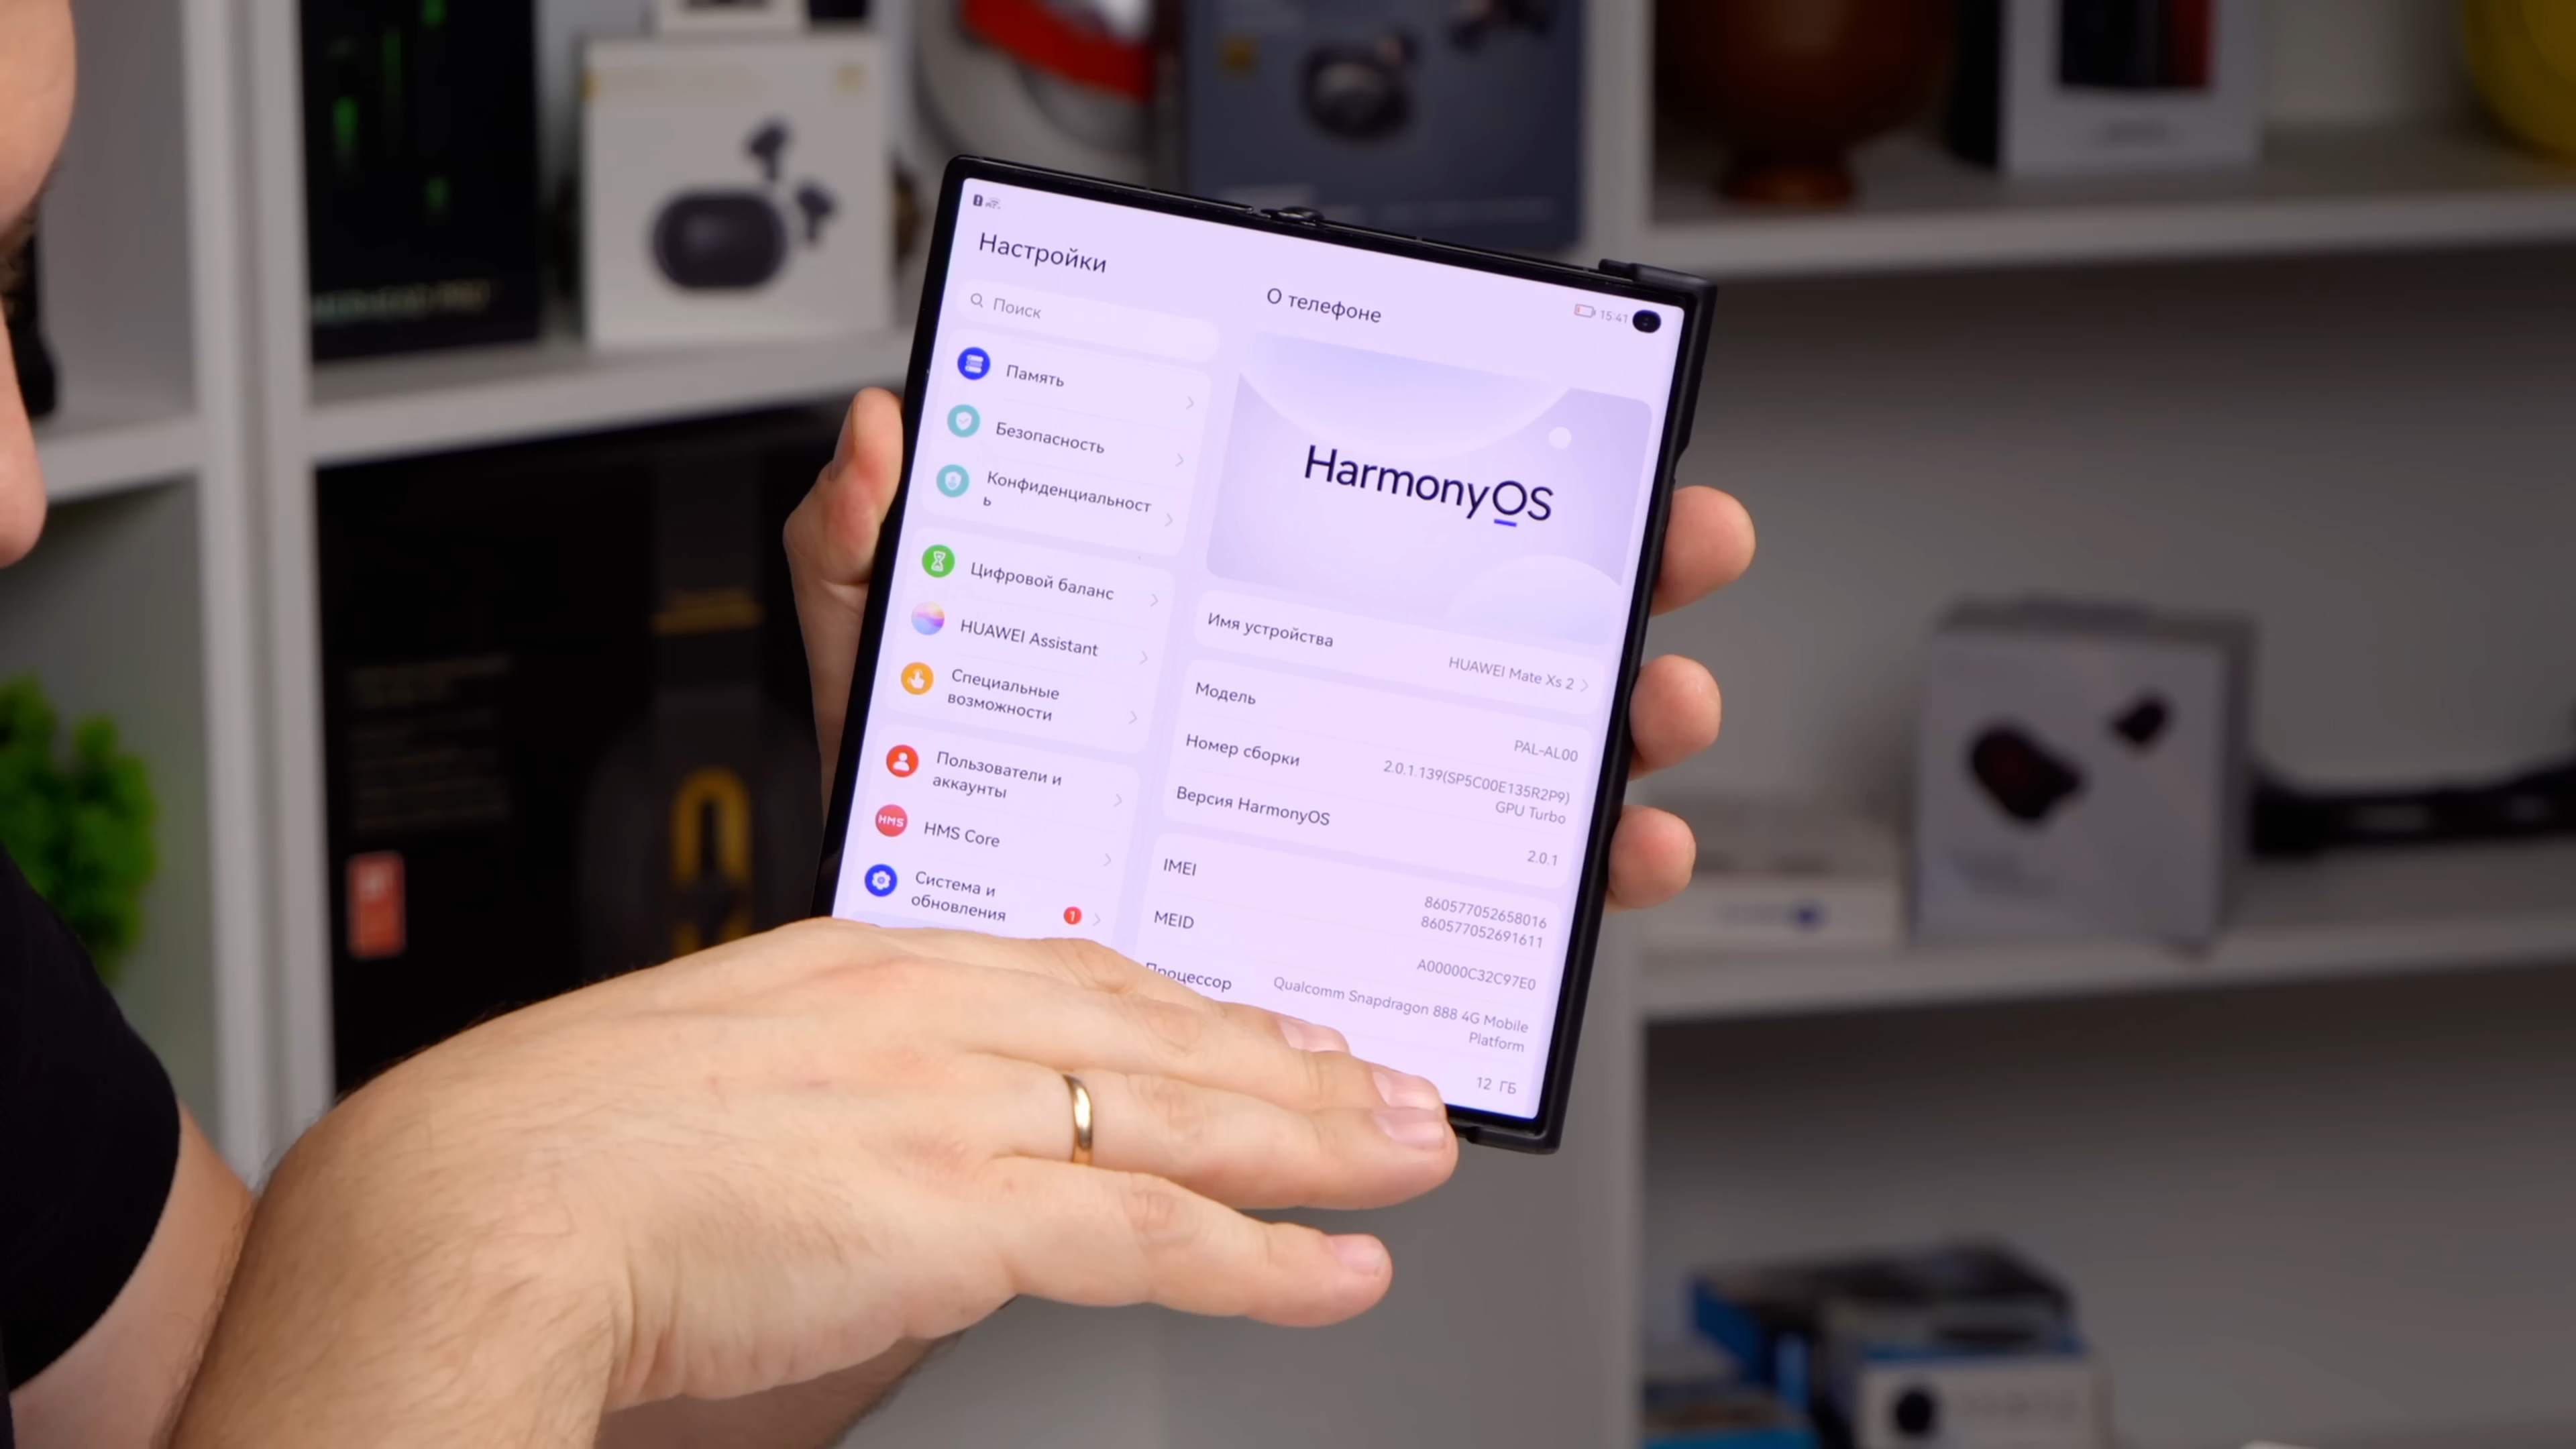 Настройки
Поиск
Память
Безопасность
Конфиденциальност
ь
Цифровой баланс
HUAWEI Assistant
Специальные
возможности
Пользователи и
аккаунты
HMS
HMS Core
Система и
обновления
1
О телефоне
15:41
HarmonyOS
Имя устройства
HUAWEI Mate Xs 2
Модель
PAL-AL00
Номер сборки
2.0.1.139(SP5C00E135R2P9)
GPU Turbo
Версия HarmonyOS
2.0.1
IMEI
860577052658016
860577052691611
MEID
A00000C32C97E0
Процессор
Qualcomm Snapdragon 888 4G Mobile
Platform
12 ГБ